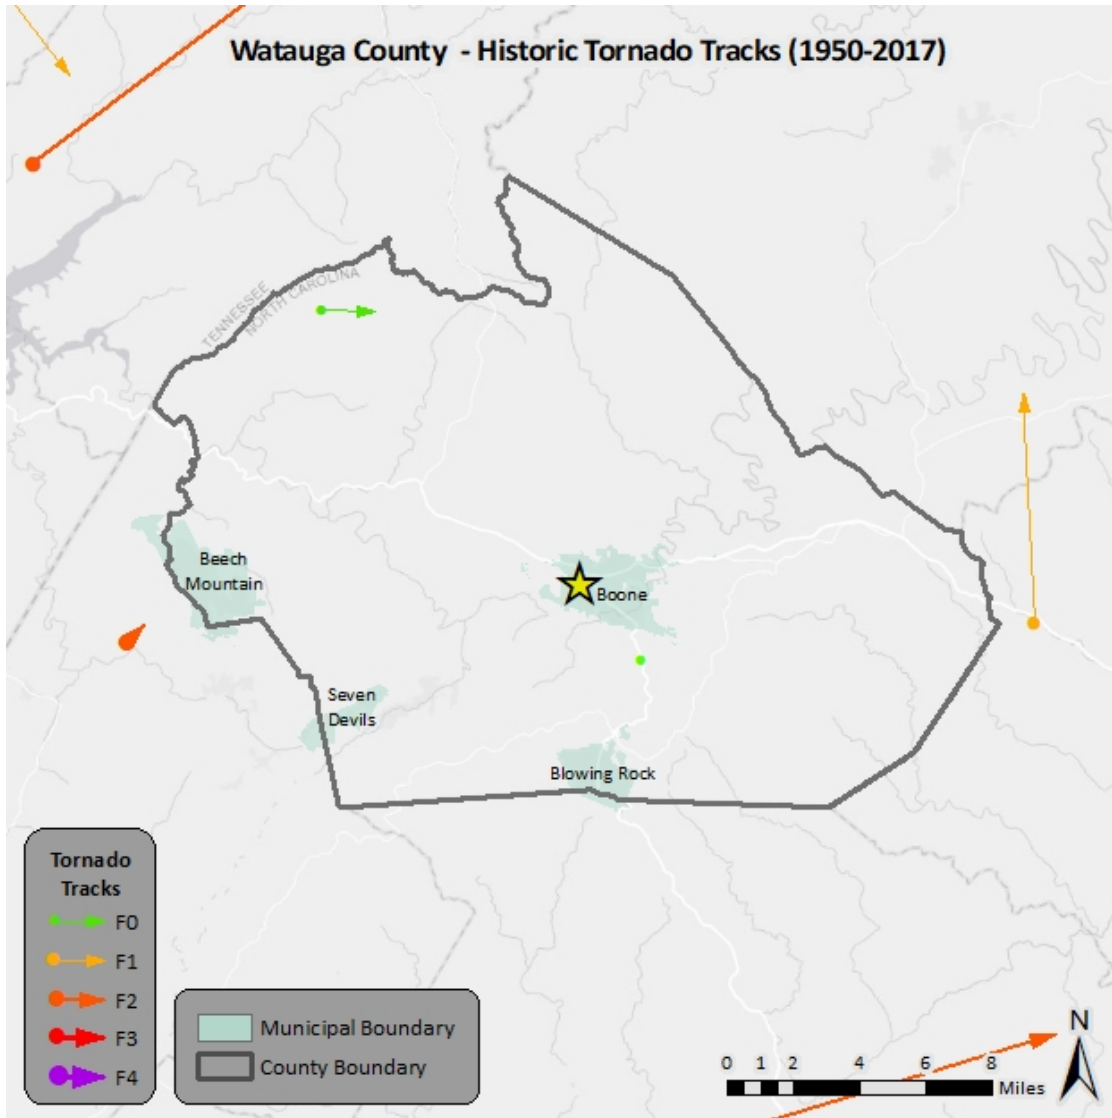 Watauga County - Historic Tornado Tracks (1950-2017)
TENNESSEE
NORTH CAROLINA
Beech
Mountain
Boone
Seven
Devils
Blowing Rock
Tornado
Tracks
F0
F1
F2
F3
F4
Municipal Boundary
County Boundary
N
0 1 2 4 6 8
Miles